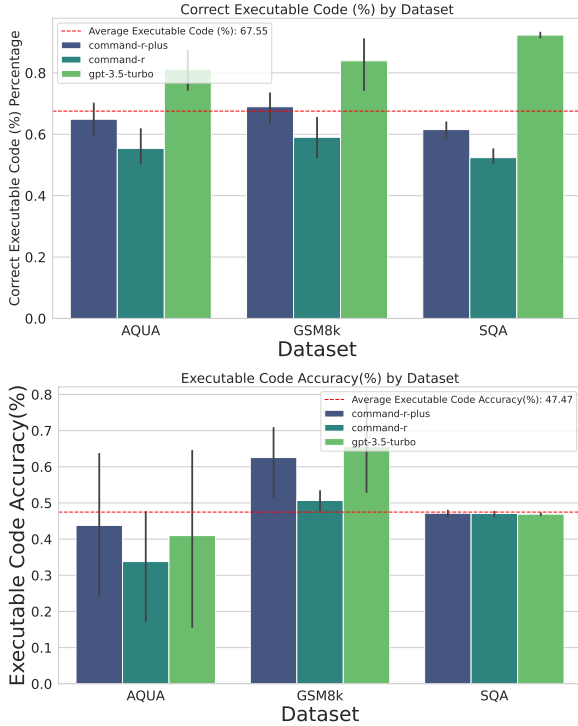 Correct Executable Code (%) by Dataset
Correct Executable Code (%) Percentage
Average Executable Code (%): 67.55
command-r-plus
command-r
gpt-3.5-turbo
0.8
0.6
0.4
0.2
0.0
AQUA GSM8k SQA
Dataset
Executable Code Accuracy(%) by Dataset
Executable Code Accuracy(%)
Average Executable Code Accuracy(%): 47.47
command-r-plus
command-r
gpt-3.5-turbo
0.8
0.7
0.6
0.5
0.4
0.3
0.2
0.1
0.0
AQUA GSM8k SQA
Dataset